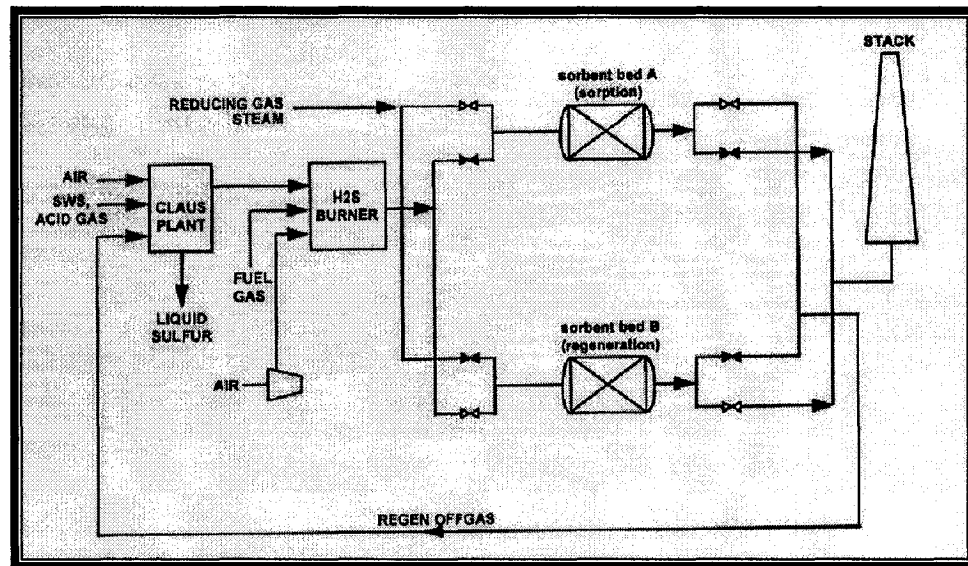 STACK
sorbent bed A
(sorption)
REDUCING GAS
STEAM
AIR
SWS,
ACID GAS
CLAUS
PLANT
H2S
BURNER
FUEL
GAS
LIQUID
SULFUR
sorbent bed B
(regeneration)
AIR
REGEN OFFGAS